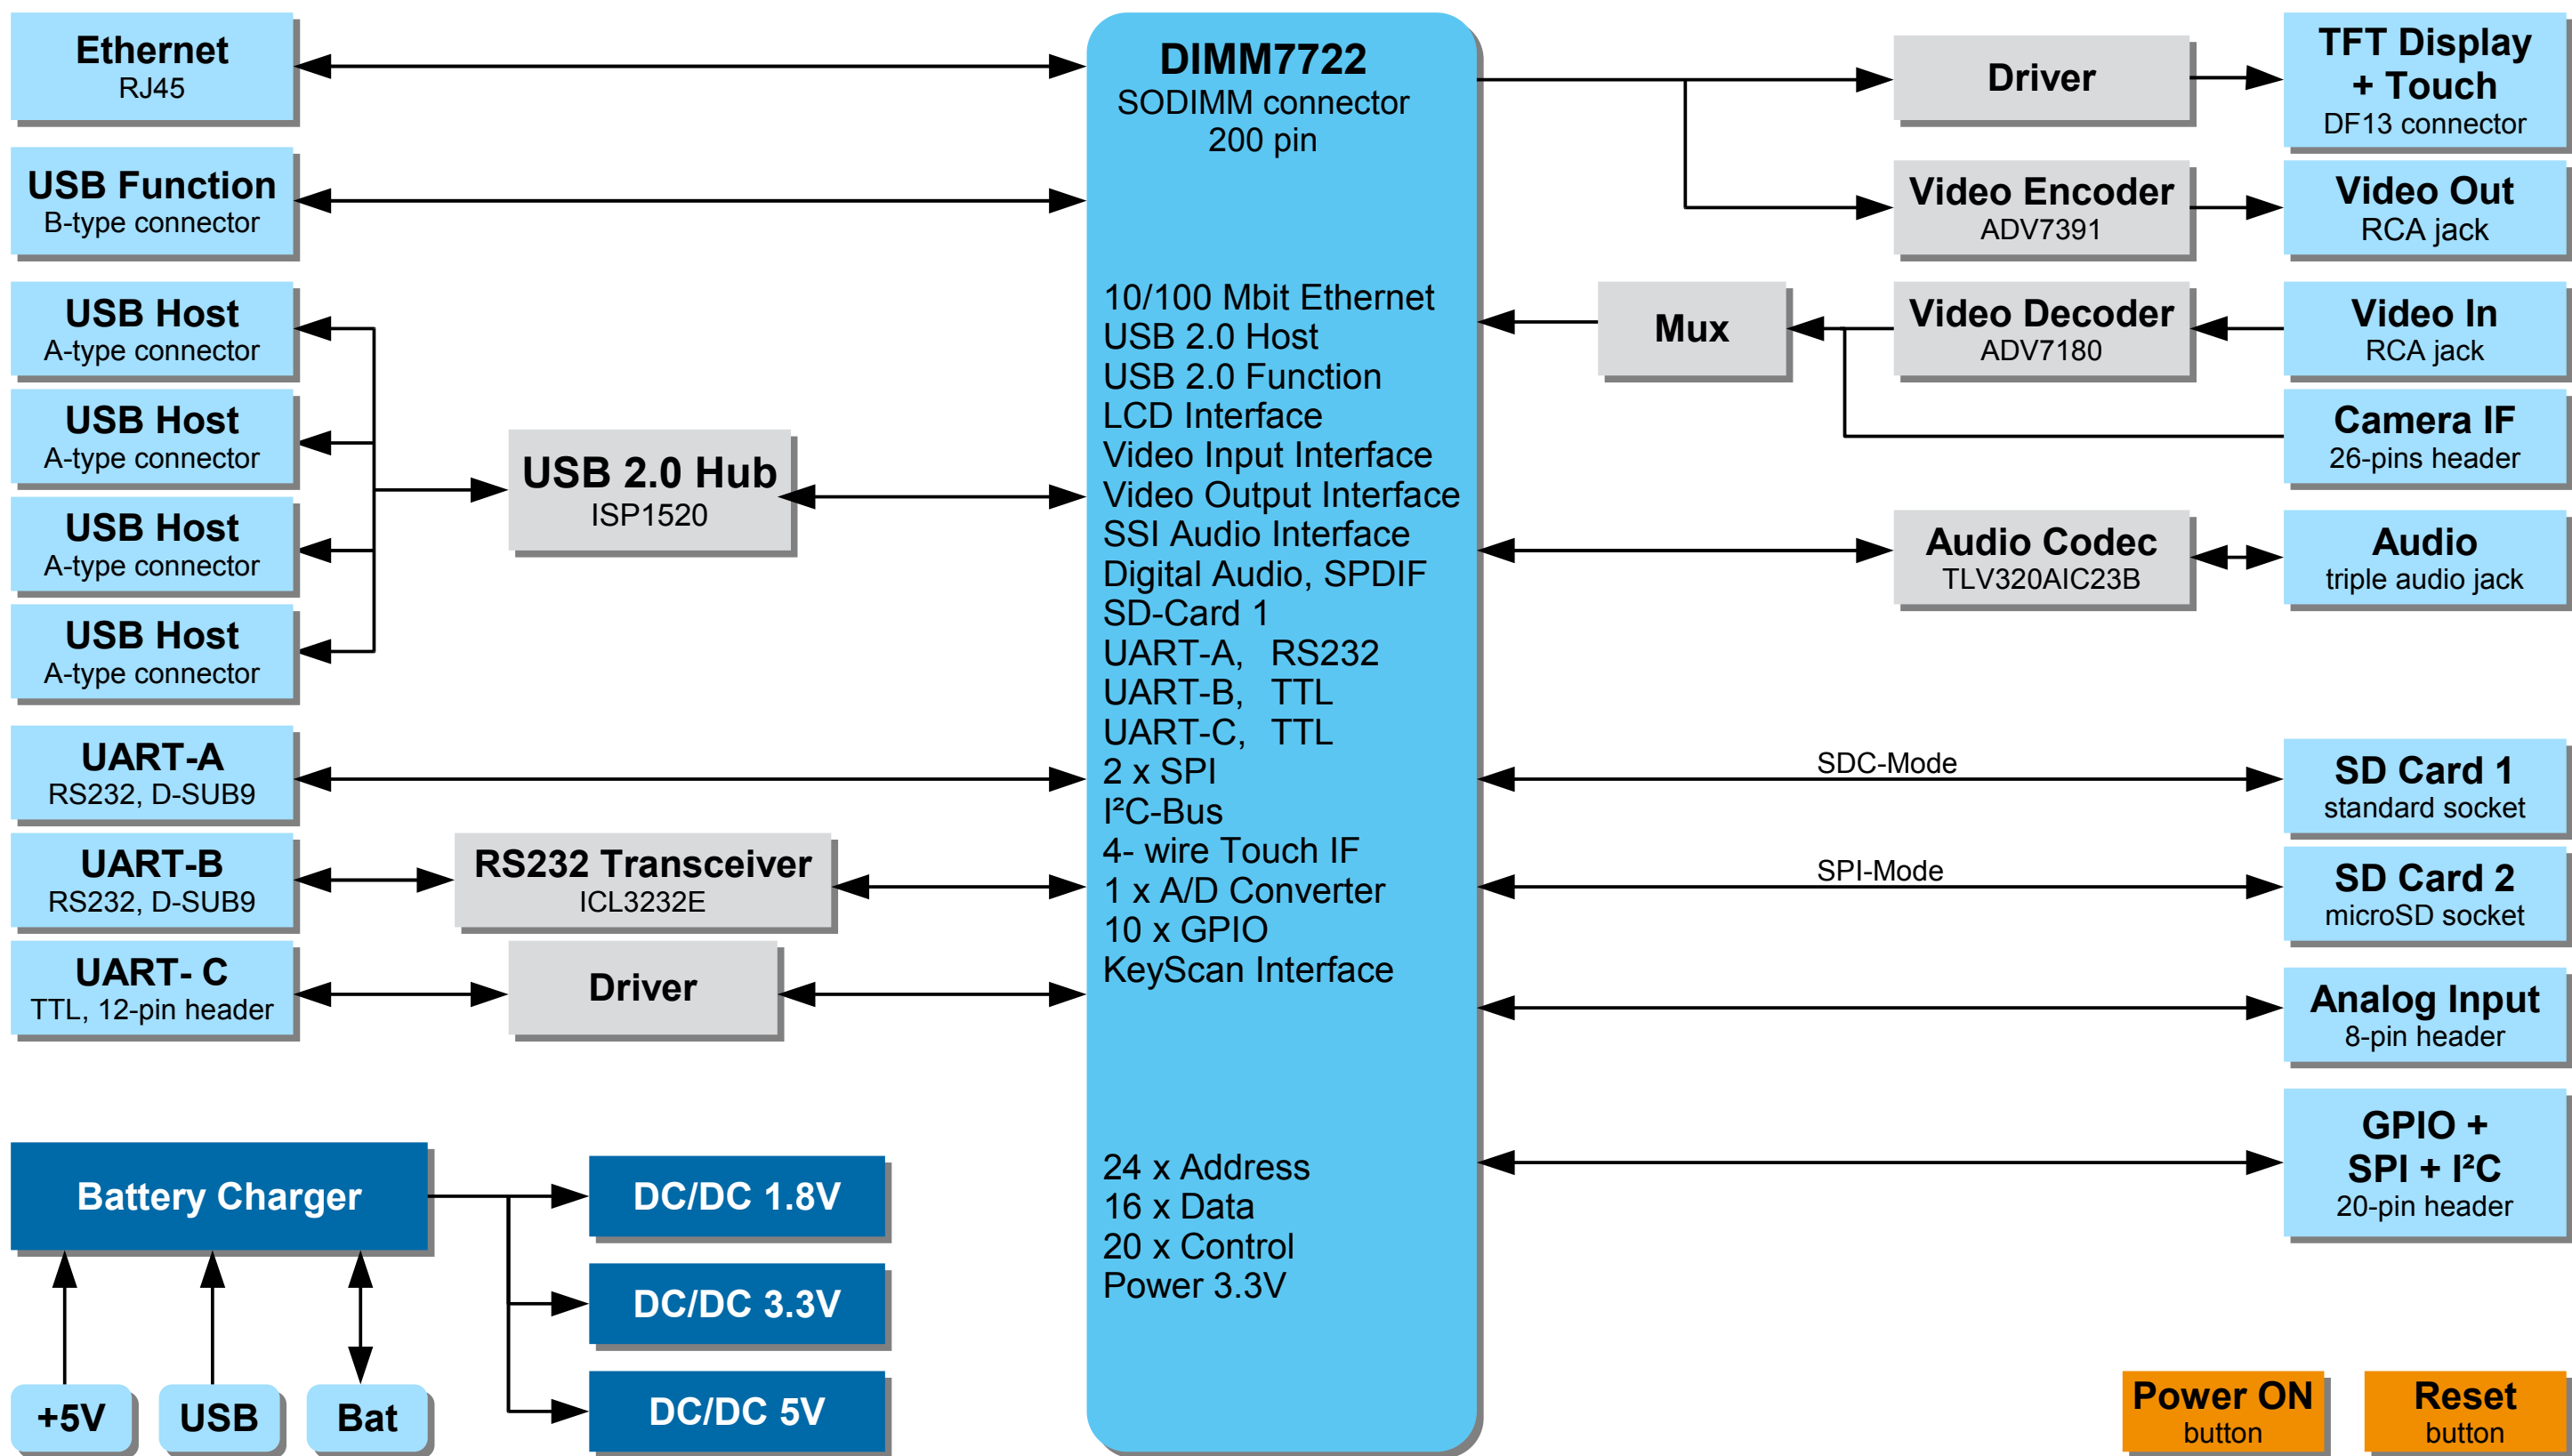 Ethernet
RJ45
USB Function
B-type connector
USB Host
A-type connector
USB Host
A-type connector
USB Host
A-type connector
USB Host
A-type connector
USB 2.0 Hub
ISP1520
UART-A
RS232, D-SUB9
UART-B
RS232, D-SUB9
RS232 Transceiver
ICL3232E
UART- C
TTL, 12-pin header
Driver
Battery Charger
+5V
USB
Bat
DC/DC 1.8V
DC/DC 3.3V
DC/DC 5V
DIMM7722
SODIMM connector
200 pin
10/100 Mbit Ethernet
USB 2.0 Host
USB 2.0 Function
LCD Interface
Video Input Interface
Video Output Interface
SSI Audio Interface
Digital Audio, SPDIF
SD-Card 1
UART-A, RS232
UART-B, TTL
UART-C, TTL
2 x SPI
I²C-Bus
4- wire Touch IF
1 x A/D Converter
10 x GPIO
KeyScan Interface
24 x Address
16 x Data
20 x Control
Power 3.3V
Driver
TFT Display
+ Touch
DF13 connector
Video Encoder
ADV7391
Video Out
RCA jack
Mux
Video Decoder
ADV7180
Video In
RCA jack
Camera IF
26-pins header
Audio Codec
TLV320AIC23B
Audio
triple audio jack
SDC-Mode
SD Card 1
standard socket
SPI-Mode
SD Card 2
microSD socket
Analog Input
8-pin header
GPIO +
SPI + I²C
20-pin header
Power ON
button
Reset
button